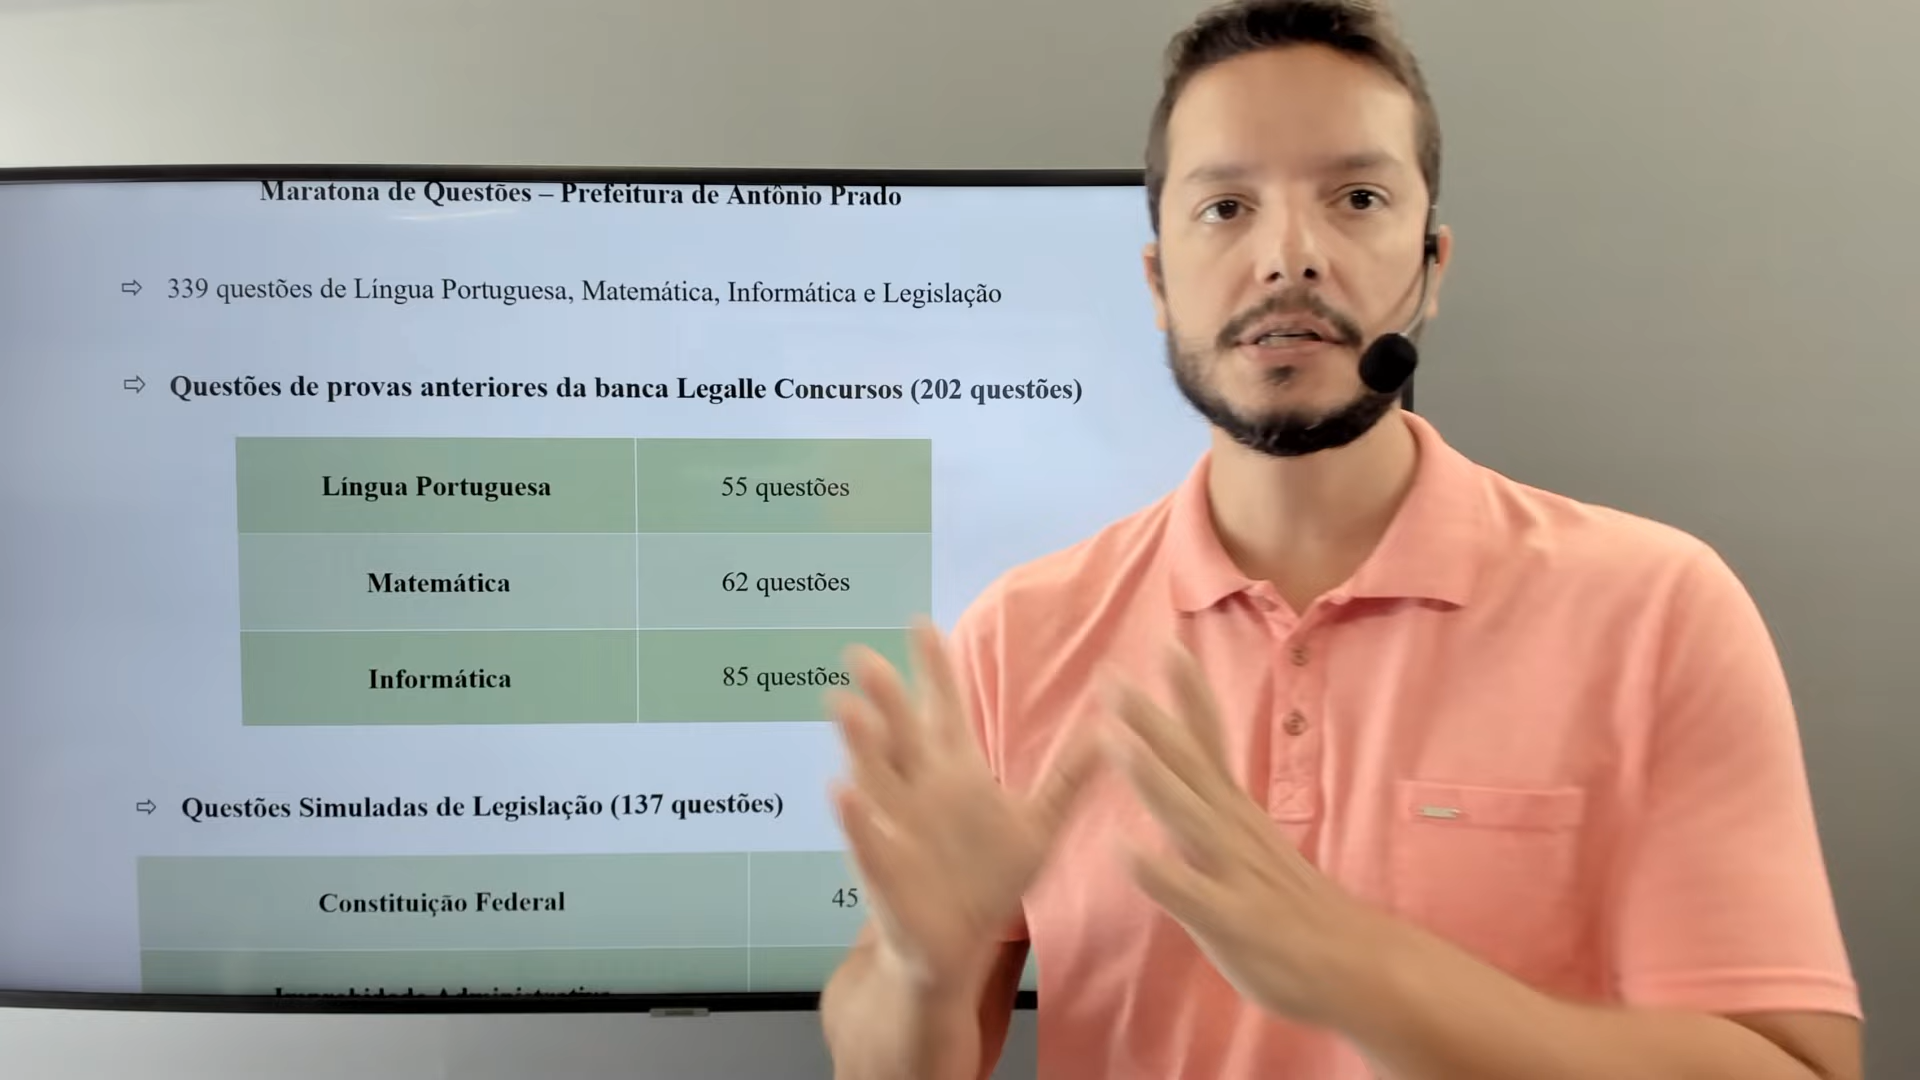 Maratona de Questões – Prefeitura de Antônio Prado
⇨ 339 questões de Língua Portuguesa, Matemática, Informática e Legislação
⇨ Questões de provas anteriores da banca Legalle Concursos (202 questões)
Língua Portuguesa 55 questões
Matemática 62 questões
Informática 85 questões
⇨ Questões Simuladas de Legislação (137 questões)
Constituição Federal 45